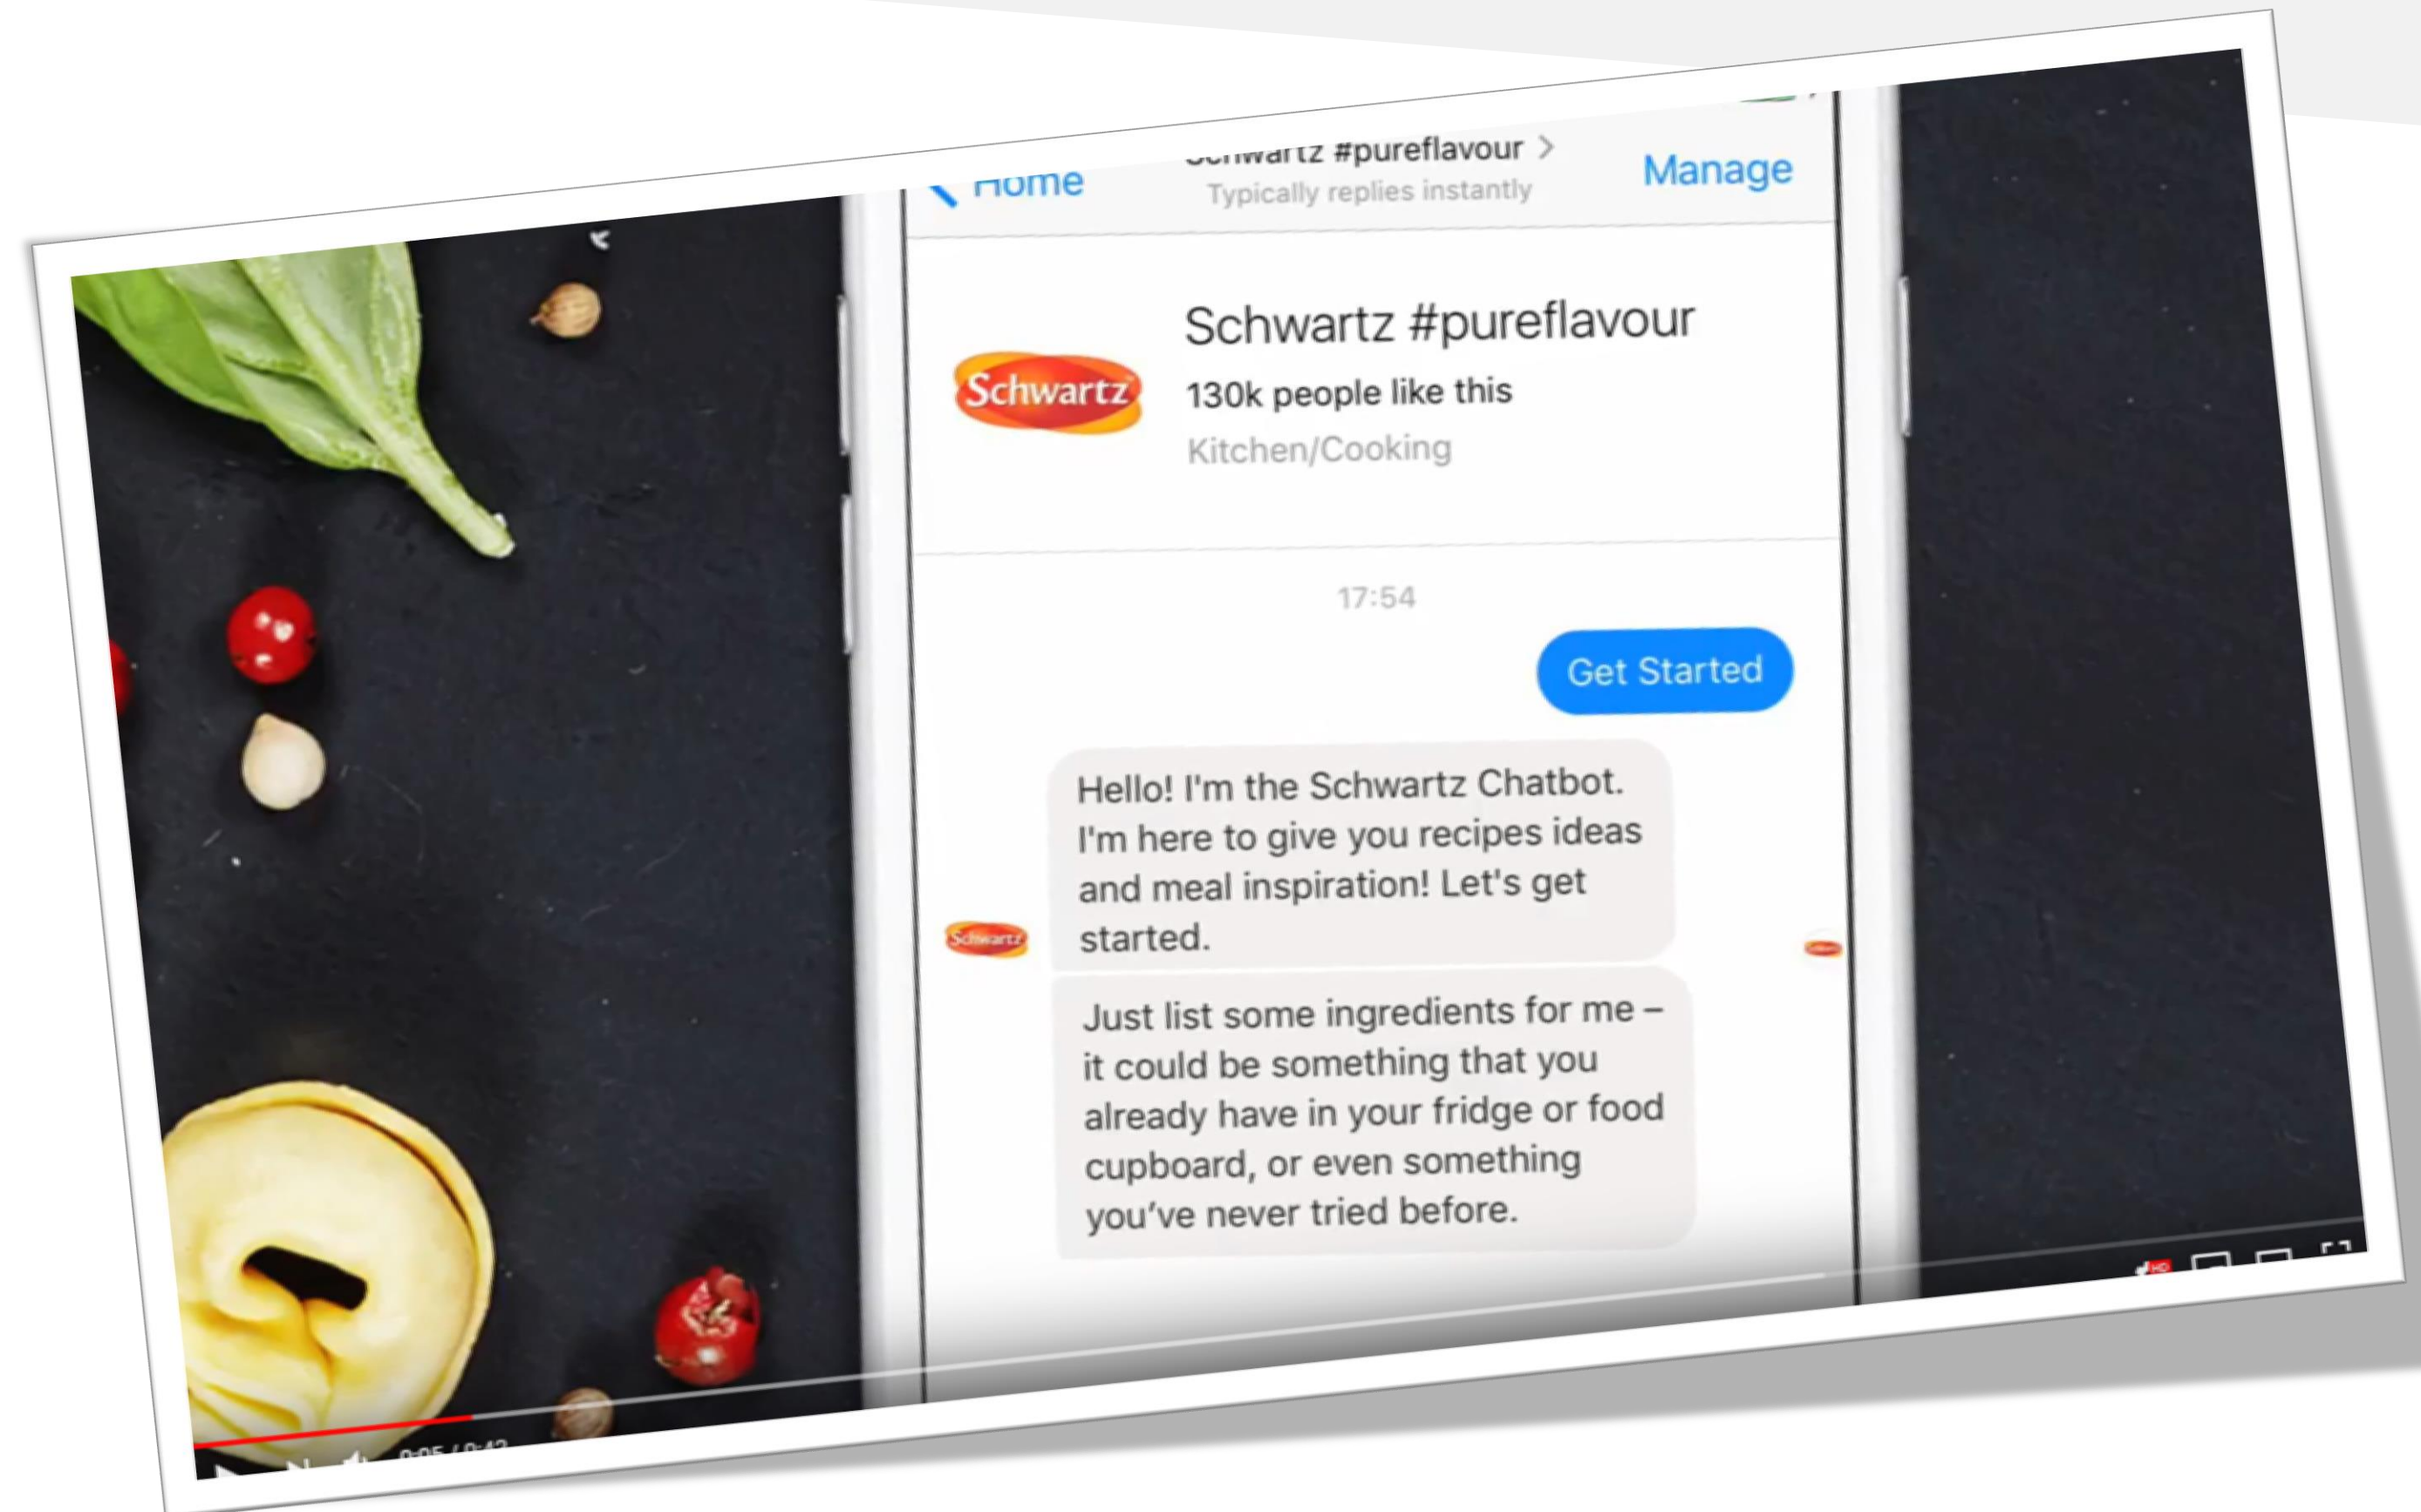 Home
Schwartz #pureflavour
Typically replies instantly
Manage
Schwartz
Schwartz #pureflavour
130k people like this
Kitchen/Cooking
17:54
Get Started
Hello! I'm the Schwartz Chatbot.
I'm here to give you recipes ideas
and meal inspiration! Let's get
started.
Schwartz
Just list some ingredients for me –
it could be something that you
already have in your fridge or food
cupboard, or even something
you've never tried before.
HD